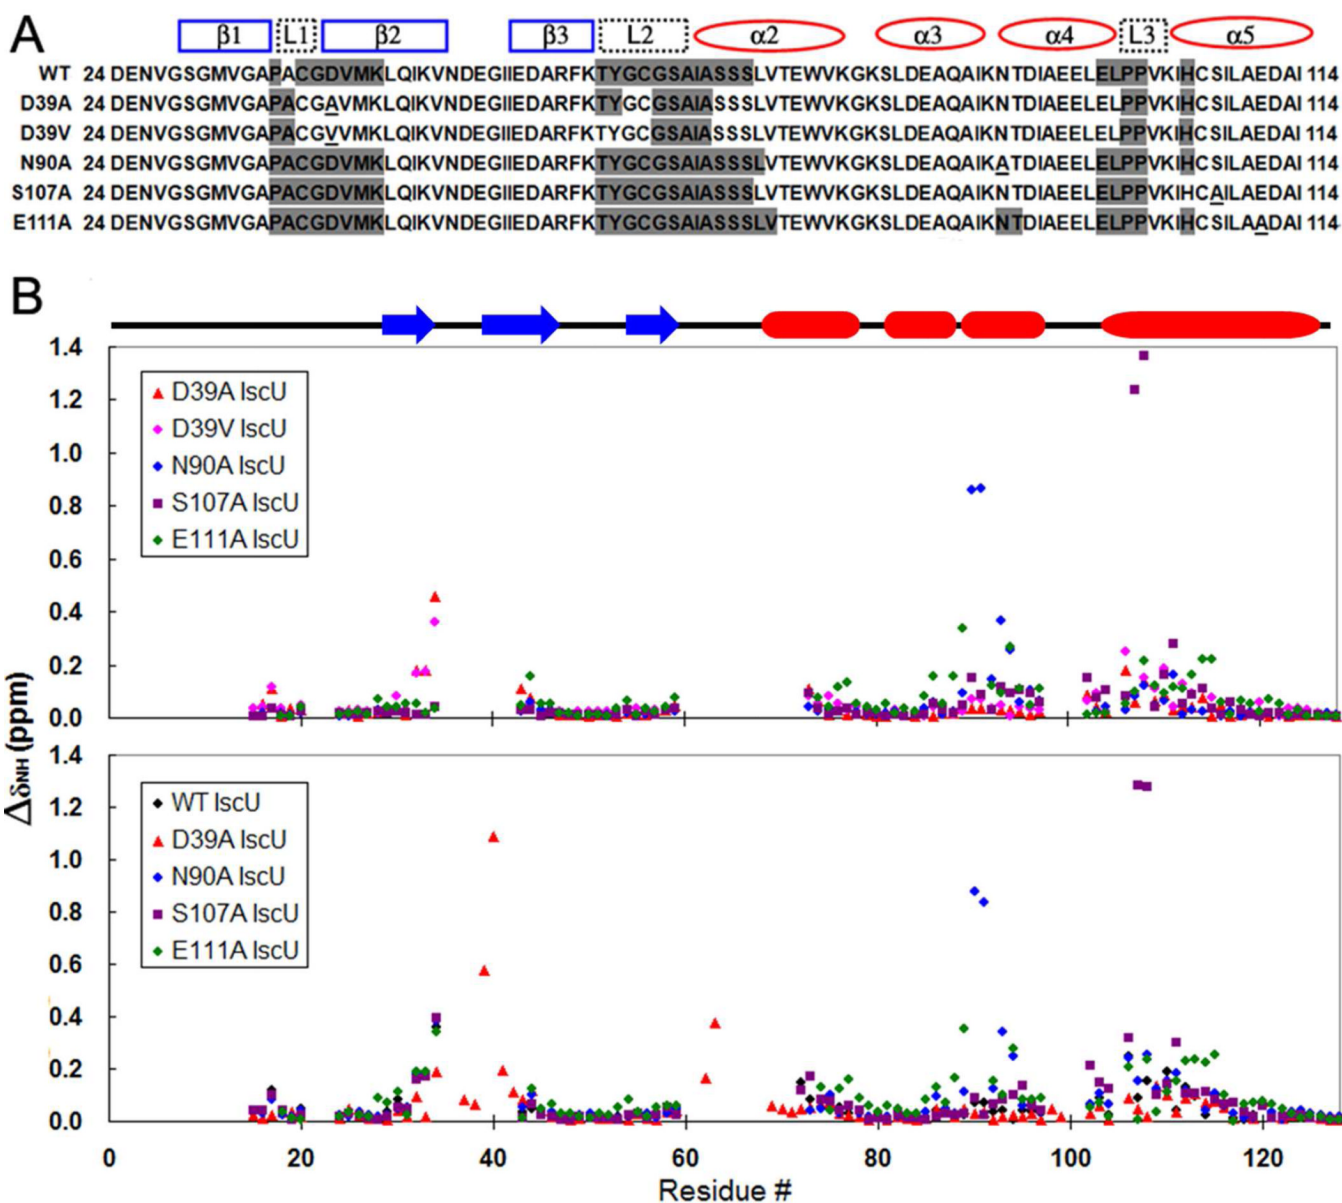 A
β1 L1 β2 β3 L2 α2 α3 α4 L3 α5
WT 24 DENVGSGMVGAPACGDVMKLQIKVNDEGIIEDARFKTYGCGSAIASSSLVTEWVKGKSLDEAQAIKNTDIAEELELPPVKIHCSILAEDAI 114
D39A 24 DENVGSGMVGAPACGAVMKLQIKVNDEGIIEDARFKTYGCGSAIASSSLVTEWVKGKSLDEAQAIKNTDIAEELELPPVKIHCSILAEDAI 114
D39V 24 DENVGSGMVGAPACGVVMKLQIKVNDEGIIEDARFKTYGCGSAIASSSLVTEWVKGKSLDEAQAIKNTDIAEELELPPVKIHCSILAEDAI 114
N90A 24 DENVGSGMVGAPACGDVMKLQIKVNDEGIIEDARFKTYGCGSAIASSSLVTEWVKGKSLDEAQAIKATDIAEELELPPVKIHCSILAEDAI 114
S107A 24 DENVGSGMVGAPACGDVMKLQIKVNDEGIIEDARFKTYGCGSAIASSSLVTEWVKGKSLDEAQAIKNTDIAEELELPPVKIHCAILAEDAI 114
E111A 24 DENVGSGMVGAPACGDVMKLQIKVNDEGIIEDARFKTYGCGSAIASSSLVTEWVKGKSLDEAQAIKNTDIAEELELPPVKIHCSILAADAI 114
B
1.4
1.2
1.0
0.8
0.6
0.4
0.2
0.0
D39A IscU
D39V IscU
N90A IscU
S107A IscU
E111A IscU
ΔδNH (ppm)
1.4
1.2
1.0
0.8
0.6
0.4
0.2
0.0
WT IscU
D39A IscU
N90A IscU
S107A IscU
E111A IscU
0 20 40 60 80 100 120
Residue #